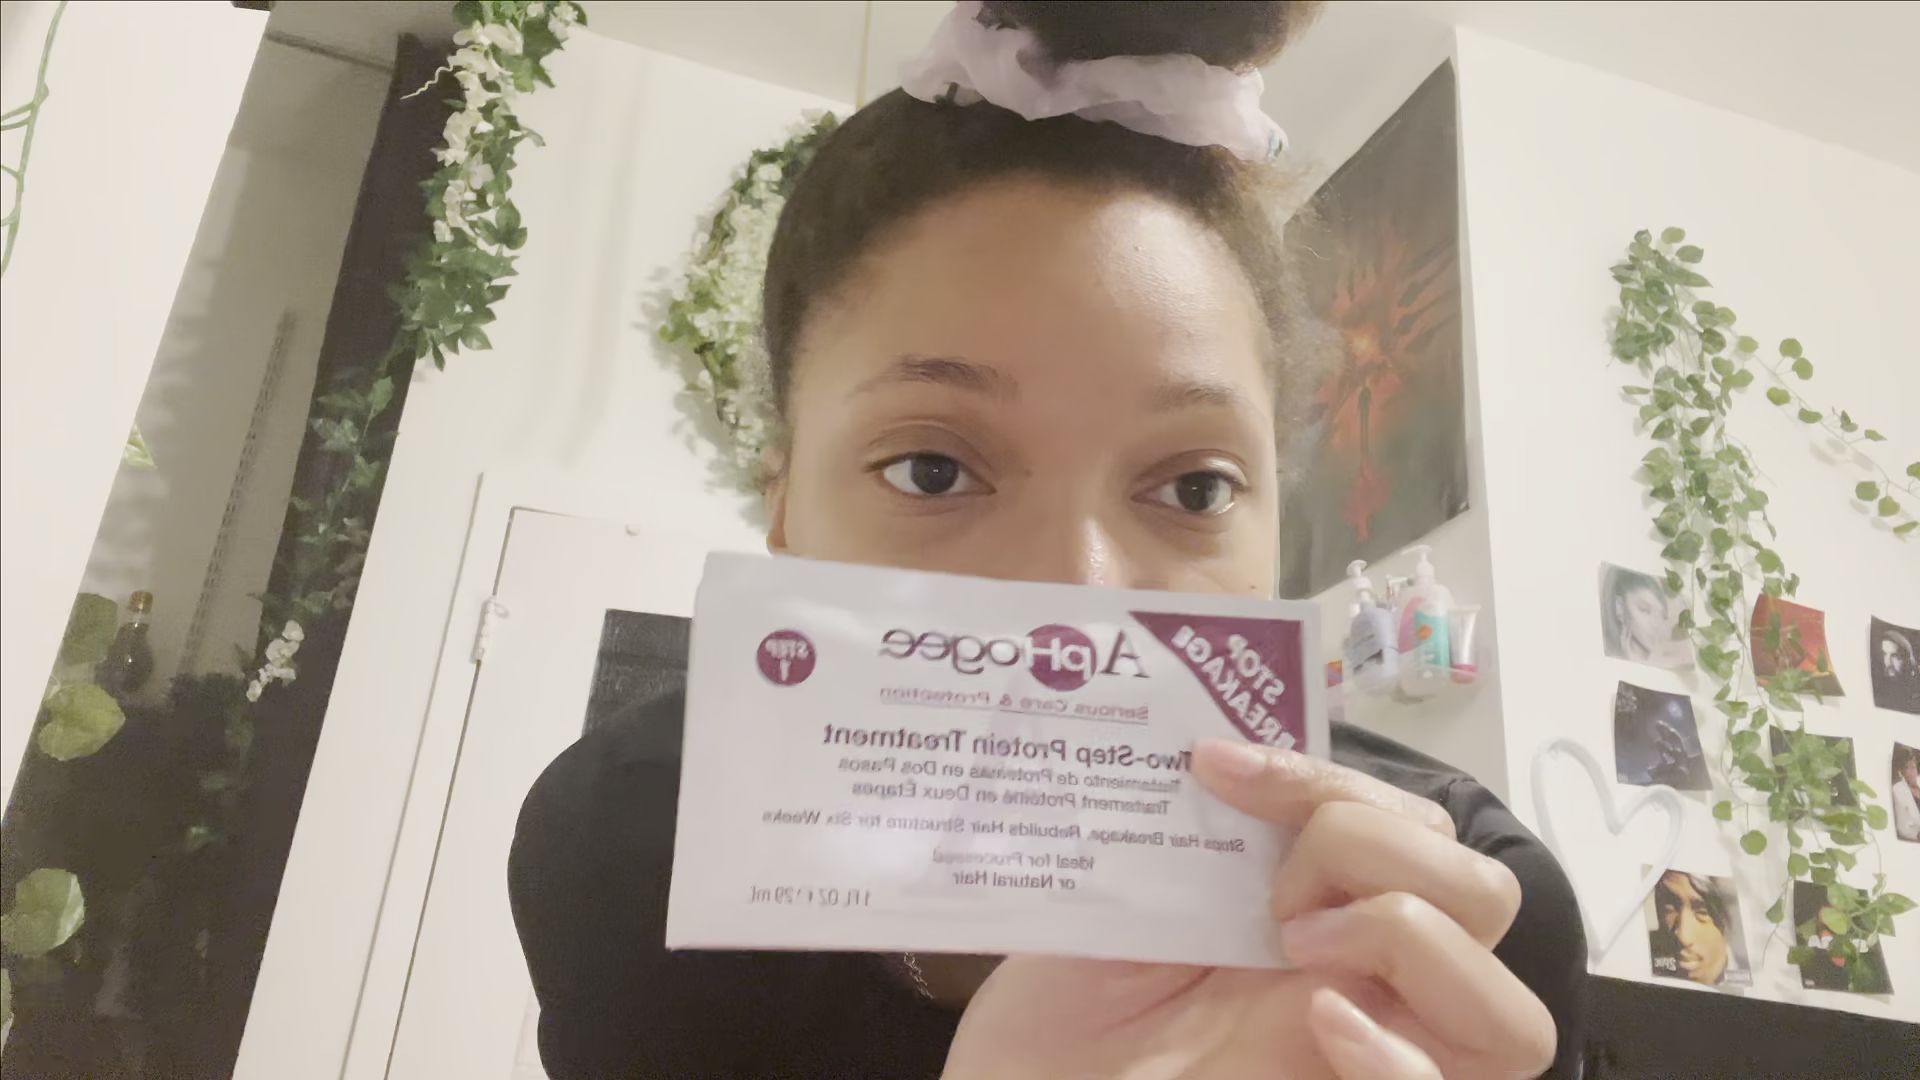 STOP
BREAKAGE
ApHogee
STEP
1
Serious Care & Protection
Two-Step Protein Treatment
Tratamiento de Proteínas en Dos Pasos
Traitement Protéiné en Deux Étapes
Stops Hair Breakage, Rebuilds Hair Structure for Six Weeks
Ideal for Processed
or Natural Hair
1 FL OZ / 29 mL
2PAC